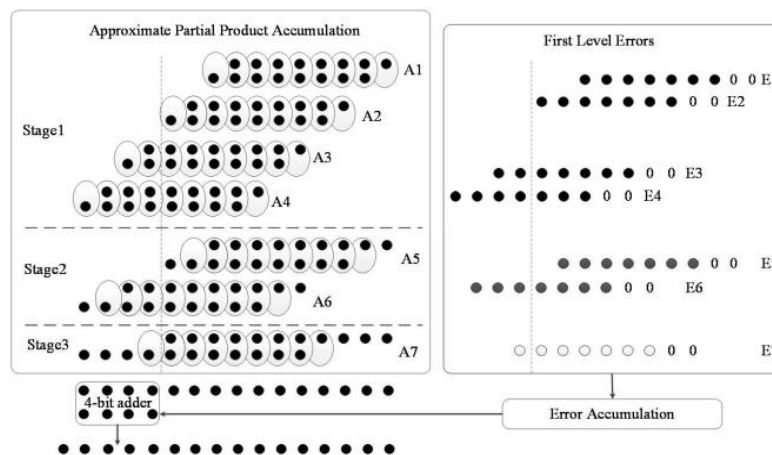 Approximate Partial Product Accumulation
A1
A2
Stage1
A3
A4
A5
Stage2
A6
Stage3
A7
4-bit adder
First Level Errors
0 0 E
0 0 E2
0 0 E3
0 0 E4
0 0 E
0 0 E6
0 0 E
Error Accumulation